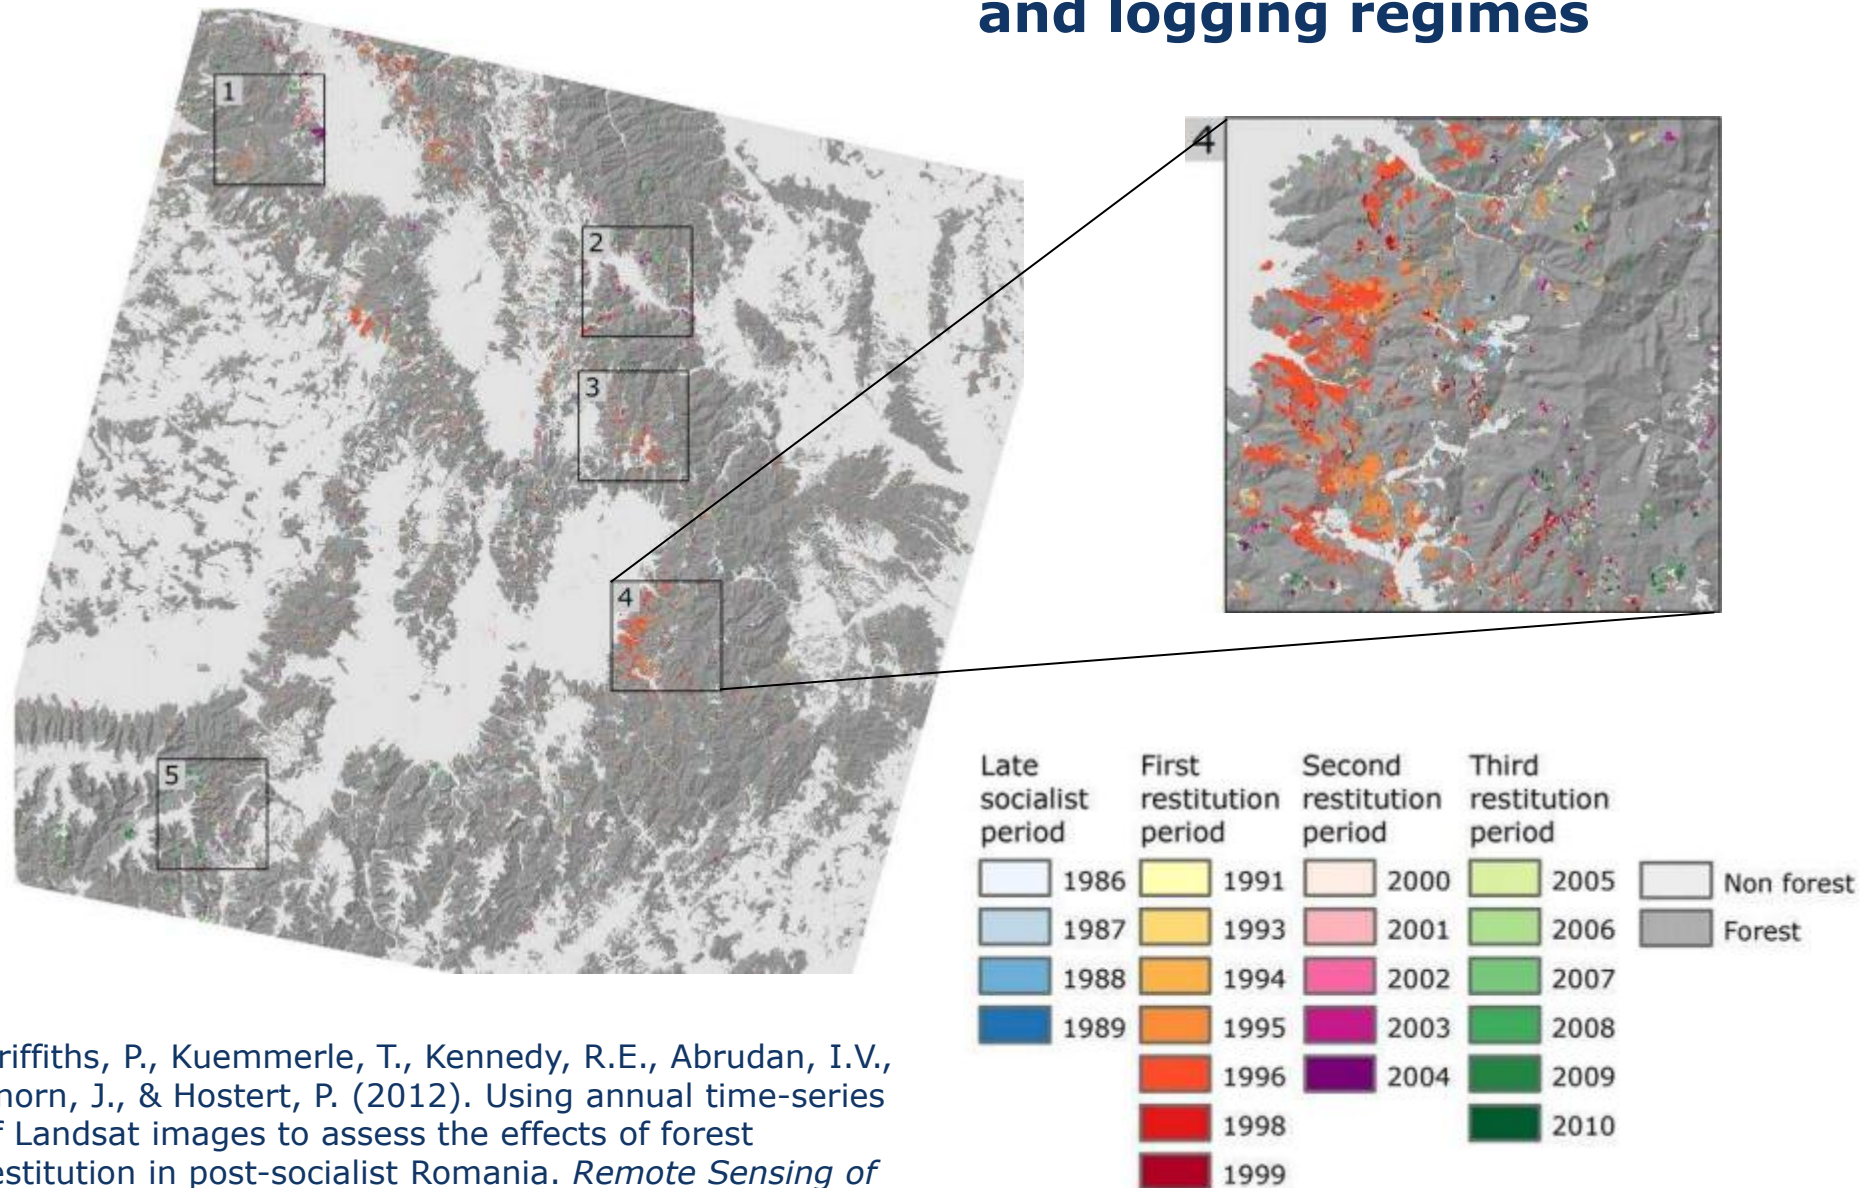 and logging regimes
1
2
3
4
5
4
Late
socialist
period
1986
1987
1988
1989
First
restitution
period
1991
1993
1994
1995
1996
1998
1999
Second
restitution
period
2000
2001
2002
2003
2004
Third
restitution
period
2005
2006
2007
2008
2009
2010
Non forest
Forest
riffiths, P., Kuemmerle, T., Kennedy, R.E., Abrudan, I.V.,
norn, J., & Hostert, P. (2012). Using annual time-series
f Landsat images to assess the effects of forest
estitution in post-socialist Romania. Remote Sensing of